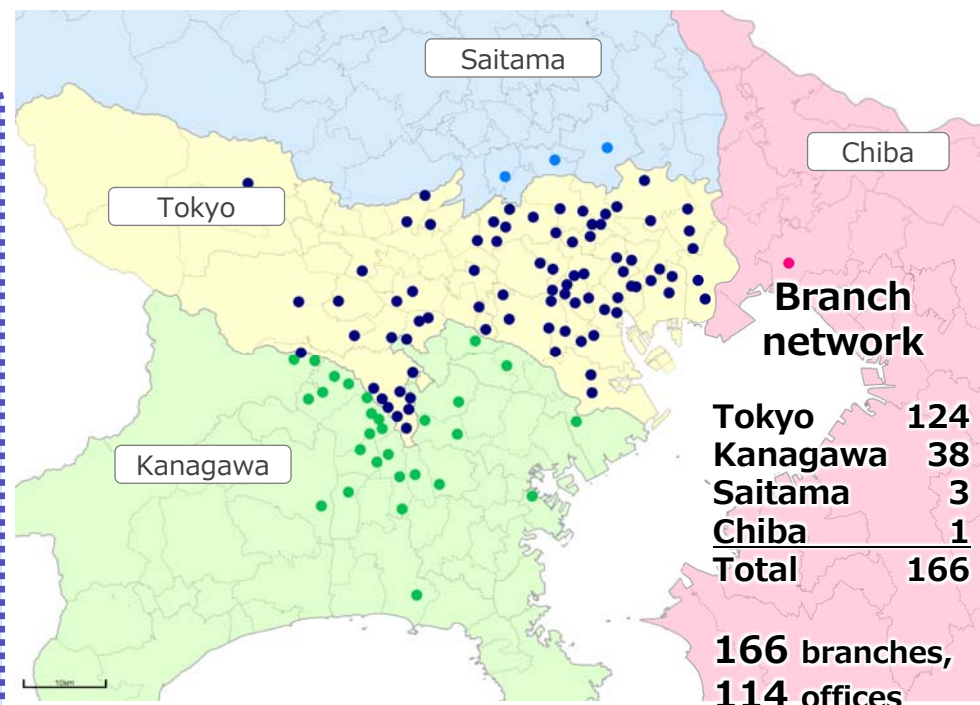 Saitama
Chiba
Tokyo
Kanagawa
Branch
network
Tokyo 124
Kanagawa 38
Saitama 3
Chiba 1
Total 166
166 branches,
114 offices
10km